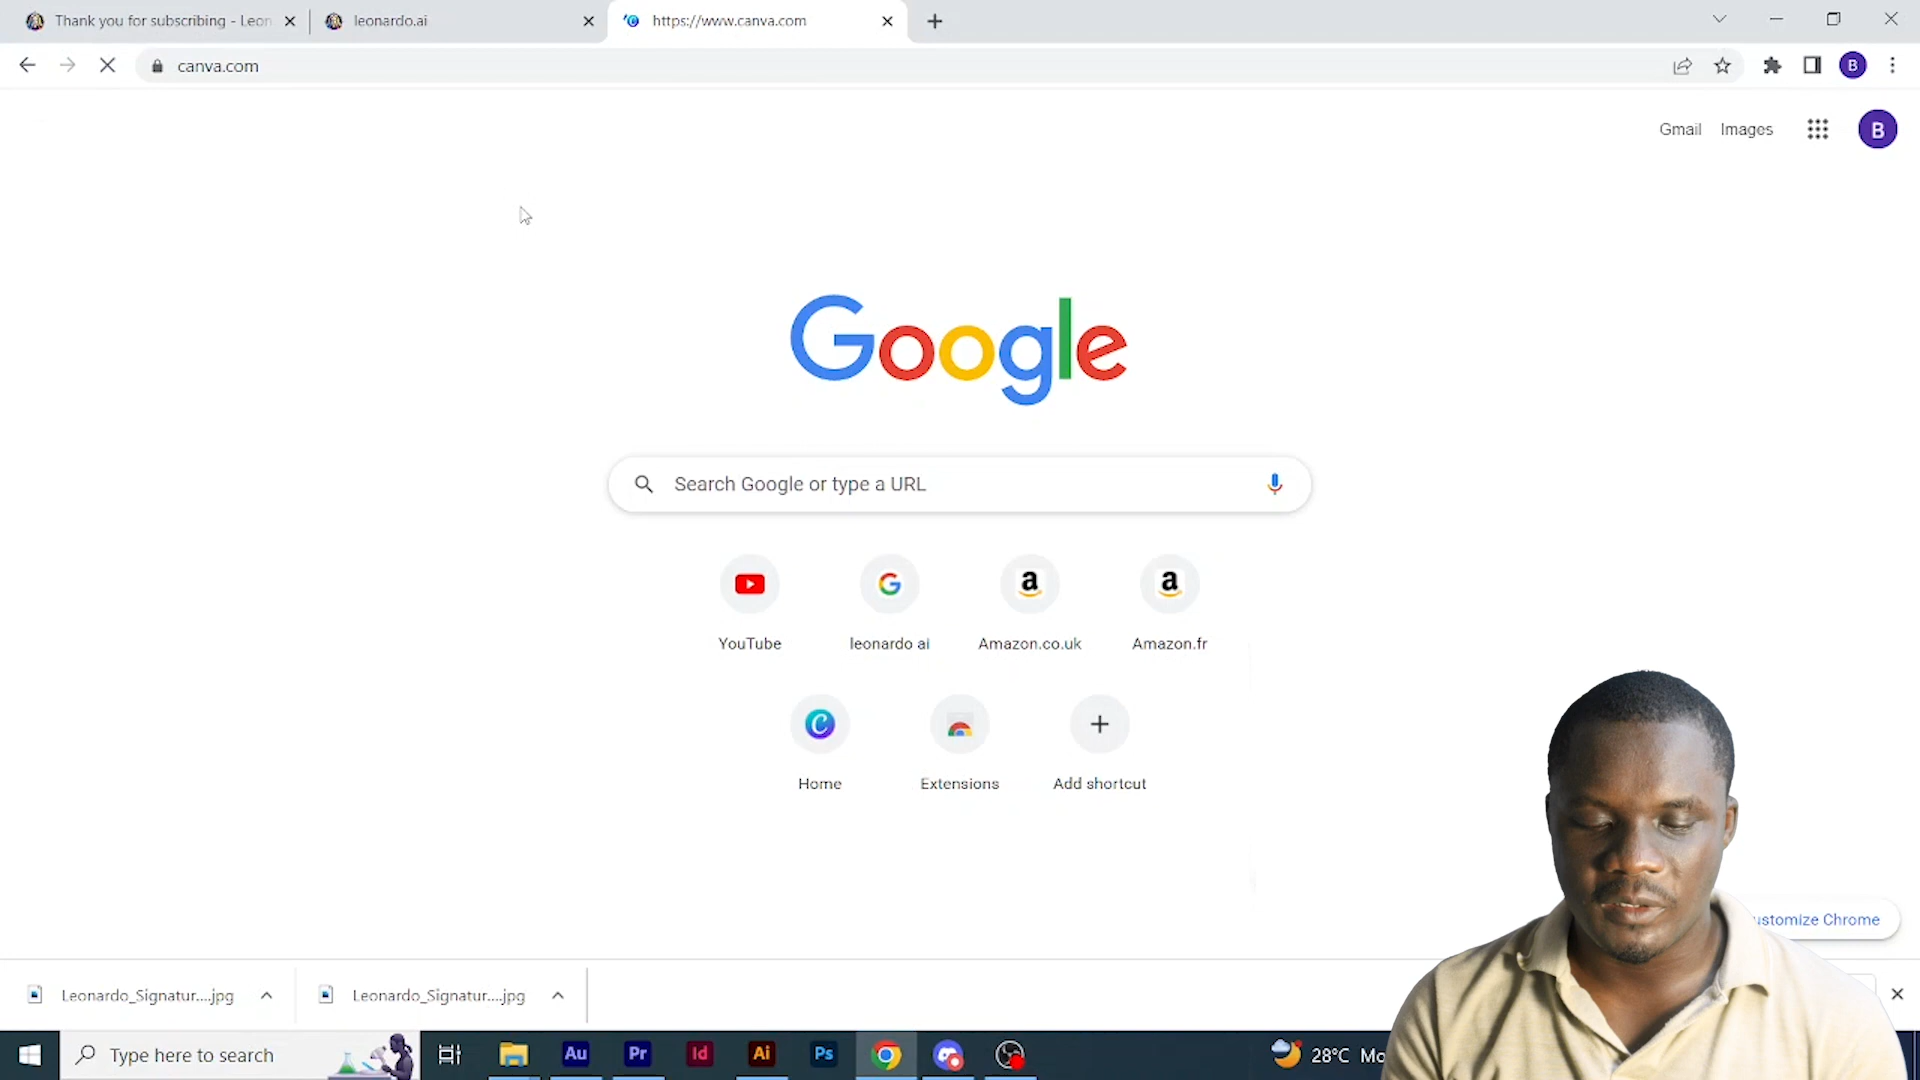 Thank you for subscribing - Leon
leonardo.ai
https://www.canva.com
canva.com
B
Gmail
Images
B
Google
Search Google or type a URL
YouTube
leonardo ai
Amazon.co.uk
Amazon.fr
Home
Extensions
Add shortcut
ustomize Chrome
Leonardo_Signatur....jpg
Leonardo_Signatur....jpg
Type here to search
Au
Pr
Id
Ai
Ps
28°C Mo